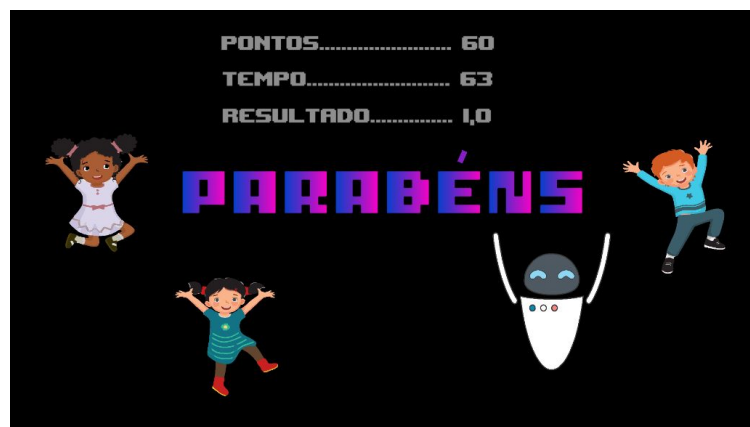 PONTOS........................ 60
TEMPO.......................... 63
RESULTADO............... 1,0
PARABÉNS